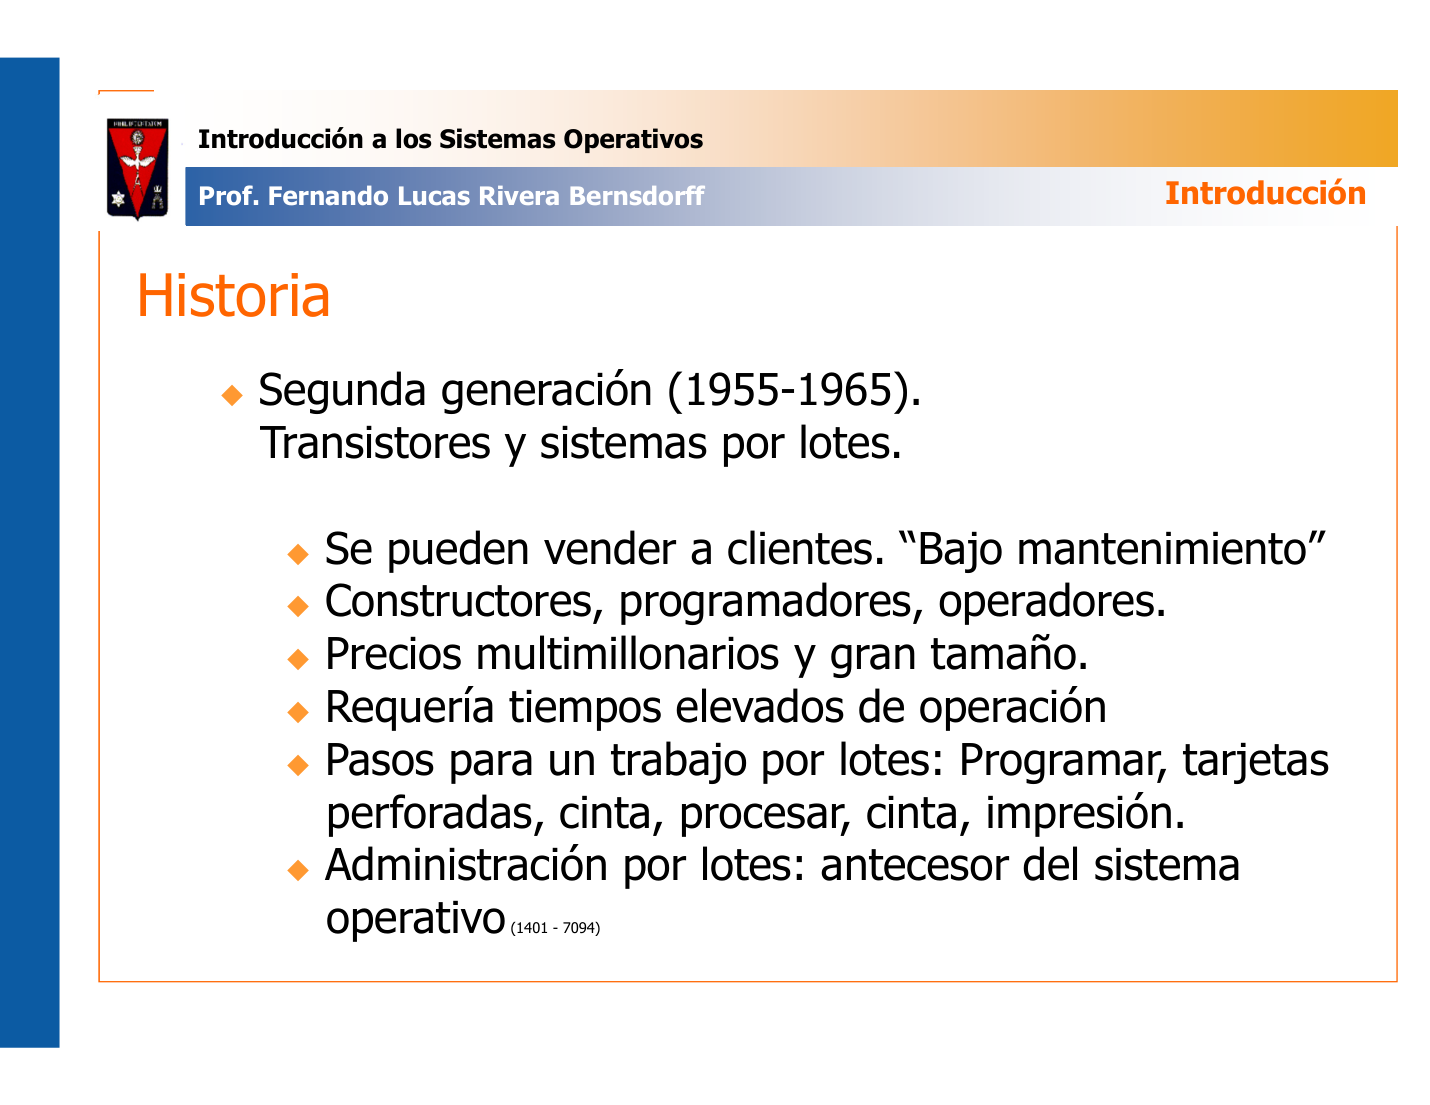 Introducción a los Sistemas Operativos
Prof. Fernando Lucas Rivera Bernsdorff
Introducción
Historia
Segunda generación (1955-1965).
Transistores y sistemas por lotes.
Se pueden vender a clientes. “Bajo mantenimiento”
Constructores, programadores, operadores.
Precios multimillonarios y gran tamaño.
Requería tiempos elevados de operación
Pasos para un trabajo por lotes: Programar, tarjetas
perforadas, cinta, procesar, cinta, impresión.
Administración por lotes: antecesor del sistema
operativo (1401 - 7094)